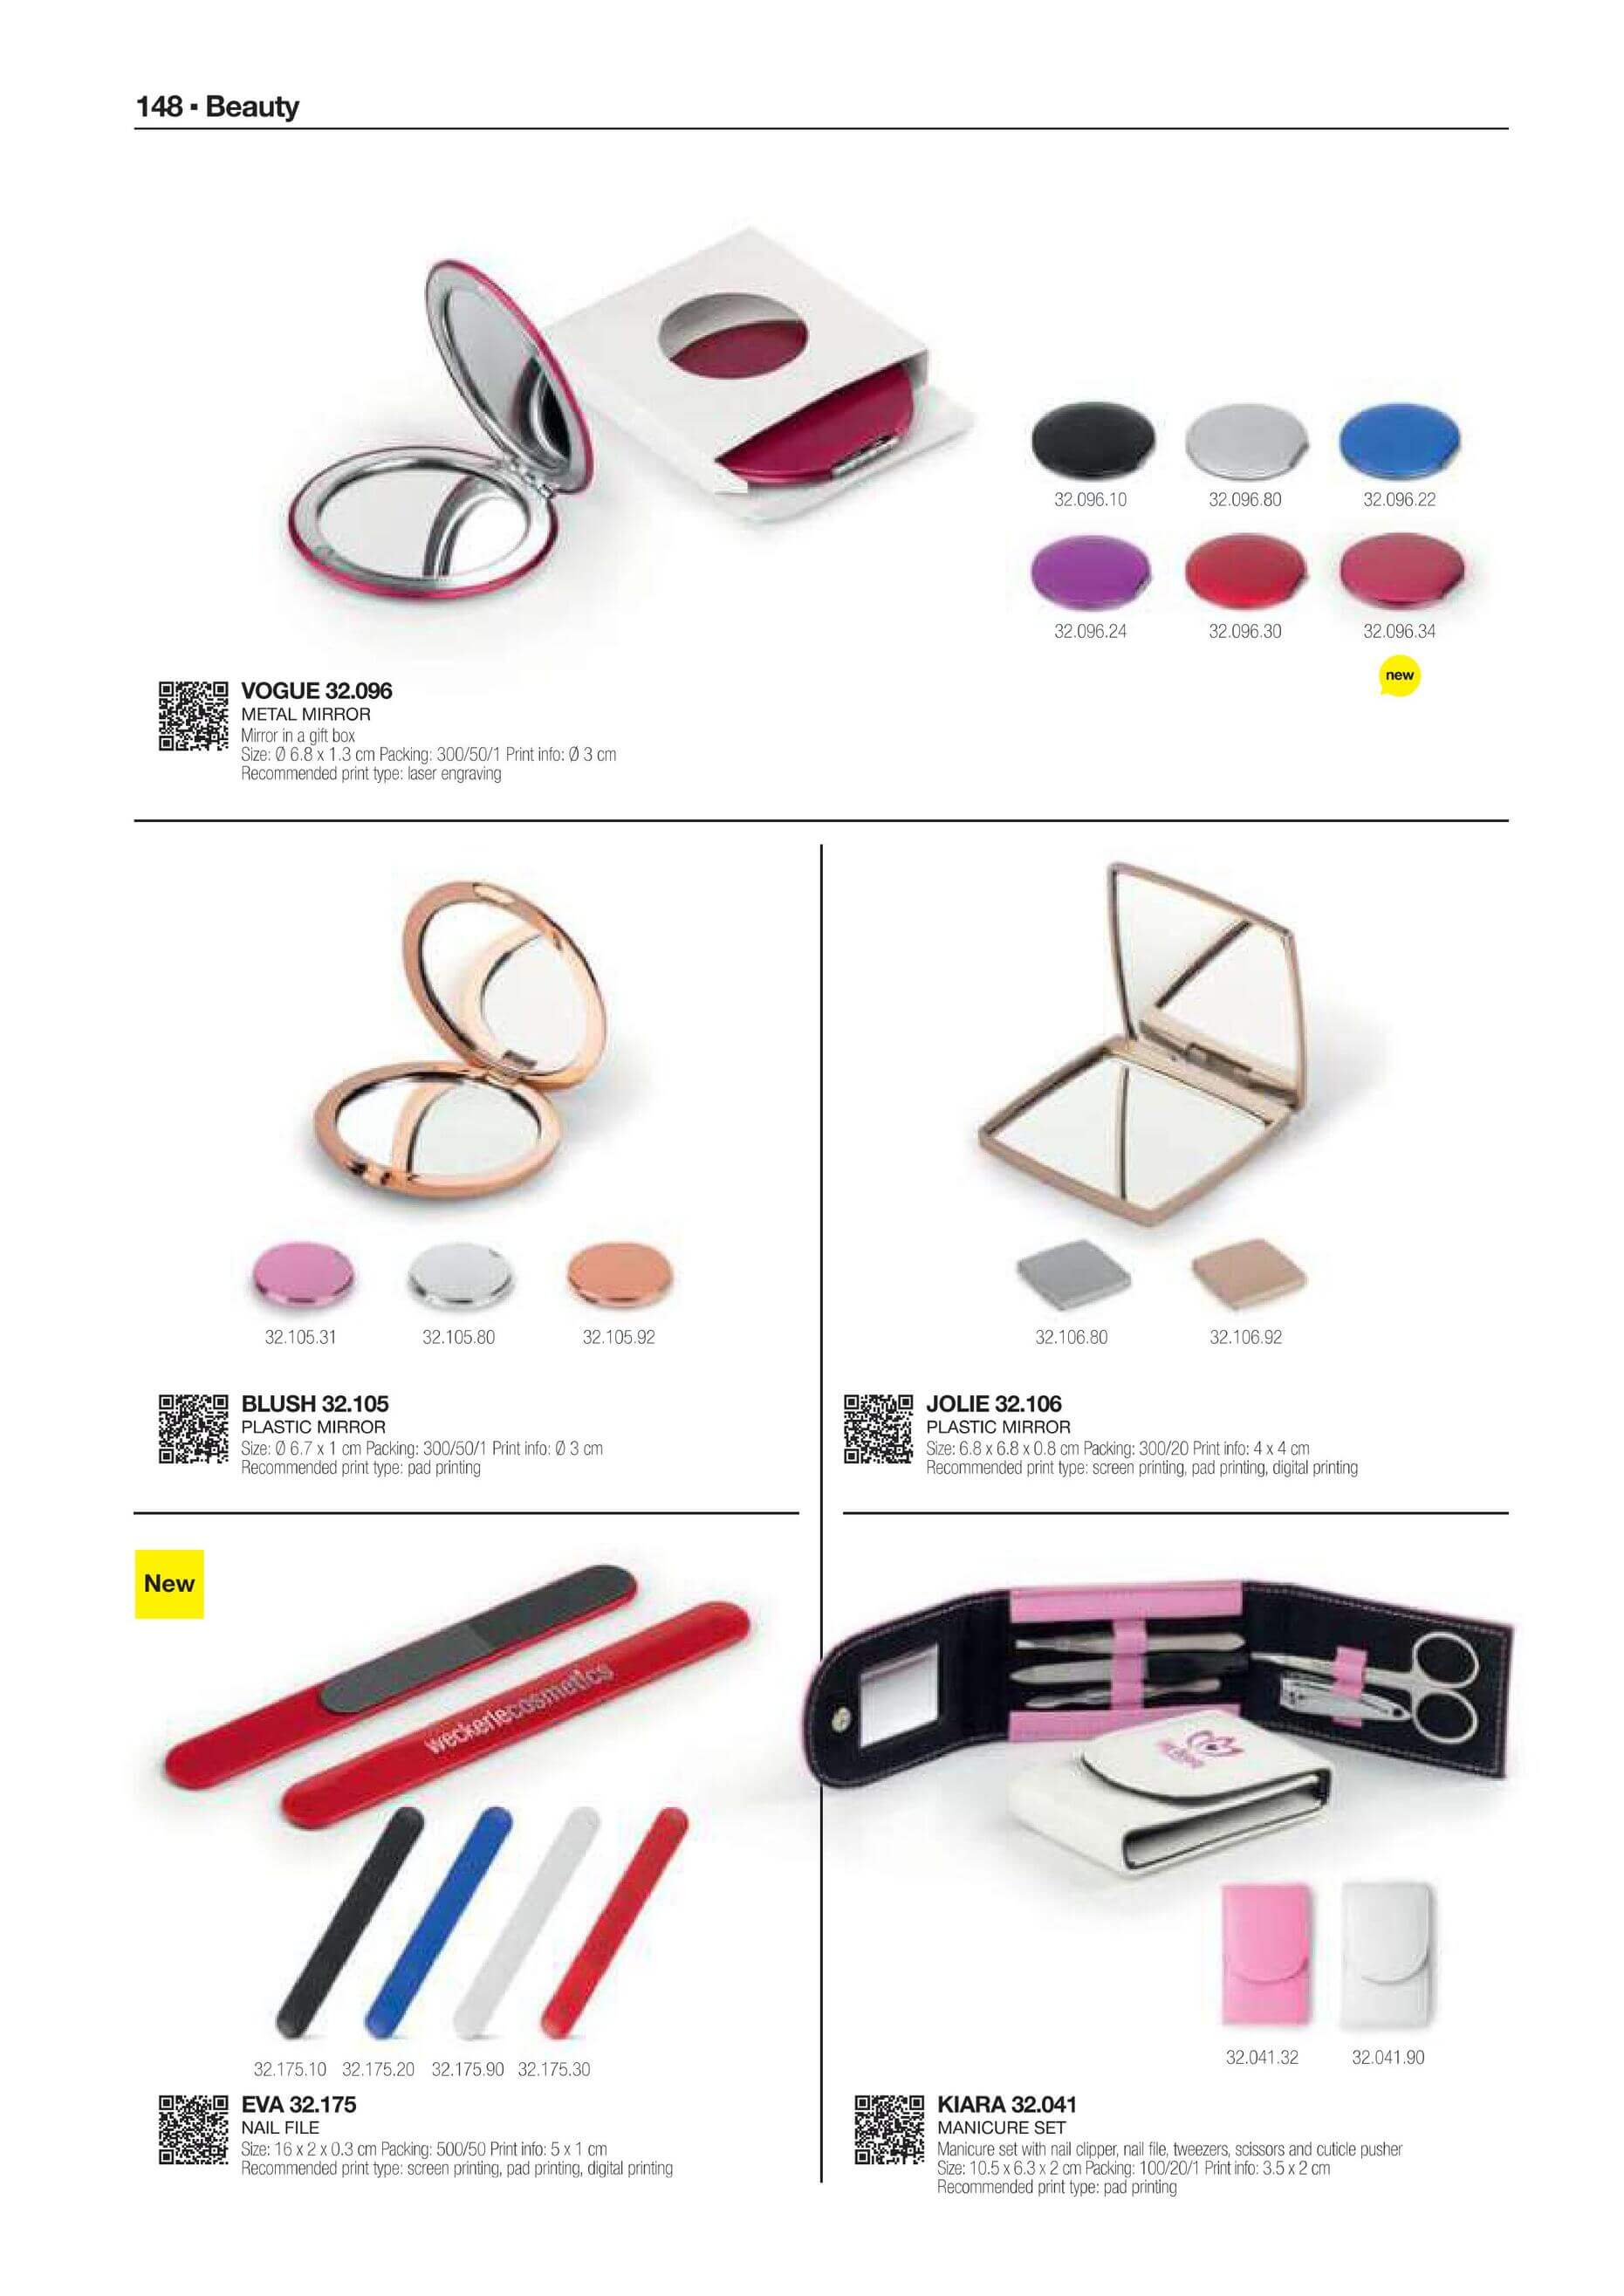 148 ▪ Beauty
32.096.10 32.096.80 32.096.22
32.096.24 32.096.30 32.096.34
new
VOGUE 32.096
METAL MIRROR
Mirror in a gift box
Size: Ø 6.8 x 1.3 cm Packing: 300/50/1 Print info: Ø 3 cm
Recommended print type: laser engraving
32.105.31 32.105.80 32.105.92
BLUSH 32.105
PLASTIC MIRROR
Size: Ø 6.7 x 1 cm Packing: 300/50/1 Print info: Ø 3 cm
Recommended print type: pad printing
32.106.80 32.106.92
JOLIE 32.106
PLASTIC MIRROR
Size: 6.8 x 6.8 x 0.8 cm Packing: 300/20 Print info: 4 x 4 cm
Recommended print type: screen printing, pad printing, digital printing
New
weckerlecosmetics
32.175.10 32.175.20 32.175.90 32.175.30
EVA 32.175
NAIL FILE
Size: 16 x 2 x 0.3 cm Packing: 500/50 Print info: 5 x 1 cm
Recommended print type: screen printing, pad printing, digital printing
32.041.32 32.041.90
KIARA 32.041
MANICURE SET
Manicure set with nail clipper, nail file, tweezers, scissors and cuticle pusher
Size: 10.5 x 6.3 x 2 cm Packing: 100/20/1 Print info: 3.5 x 2 cm
Recommended print type: pad printing